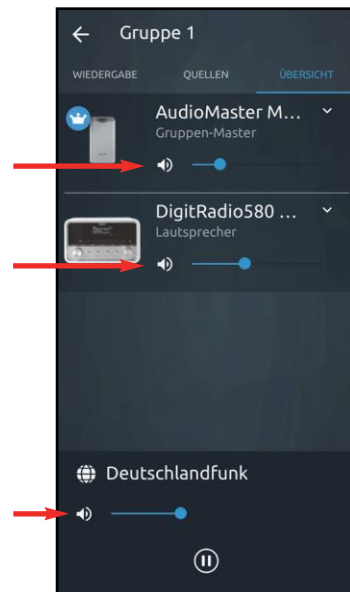 Gruppe 1
WIEDERGABE QUELLEN ÜBERSICHT
AudioMaster M...
Gruppen-Master
DigitRadio580 ...
Lautsprecher
Deutschlandfunk